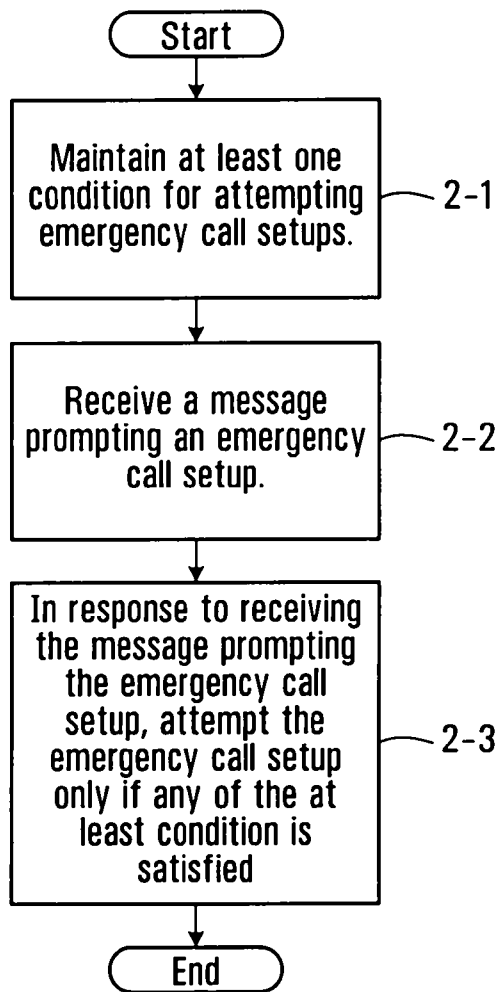 Start
Maintain at least one
condition for attempting
emergency call setups.
2-1
Receive a message
prompting an emergency
call setup.
2-2
In response to receiving
the message prompting
the emergency call
setup, attempt the
emergency call setup
only if any of the at
least condition is
satisfied
2-3
End